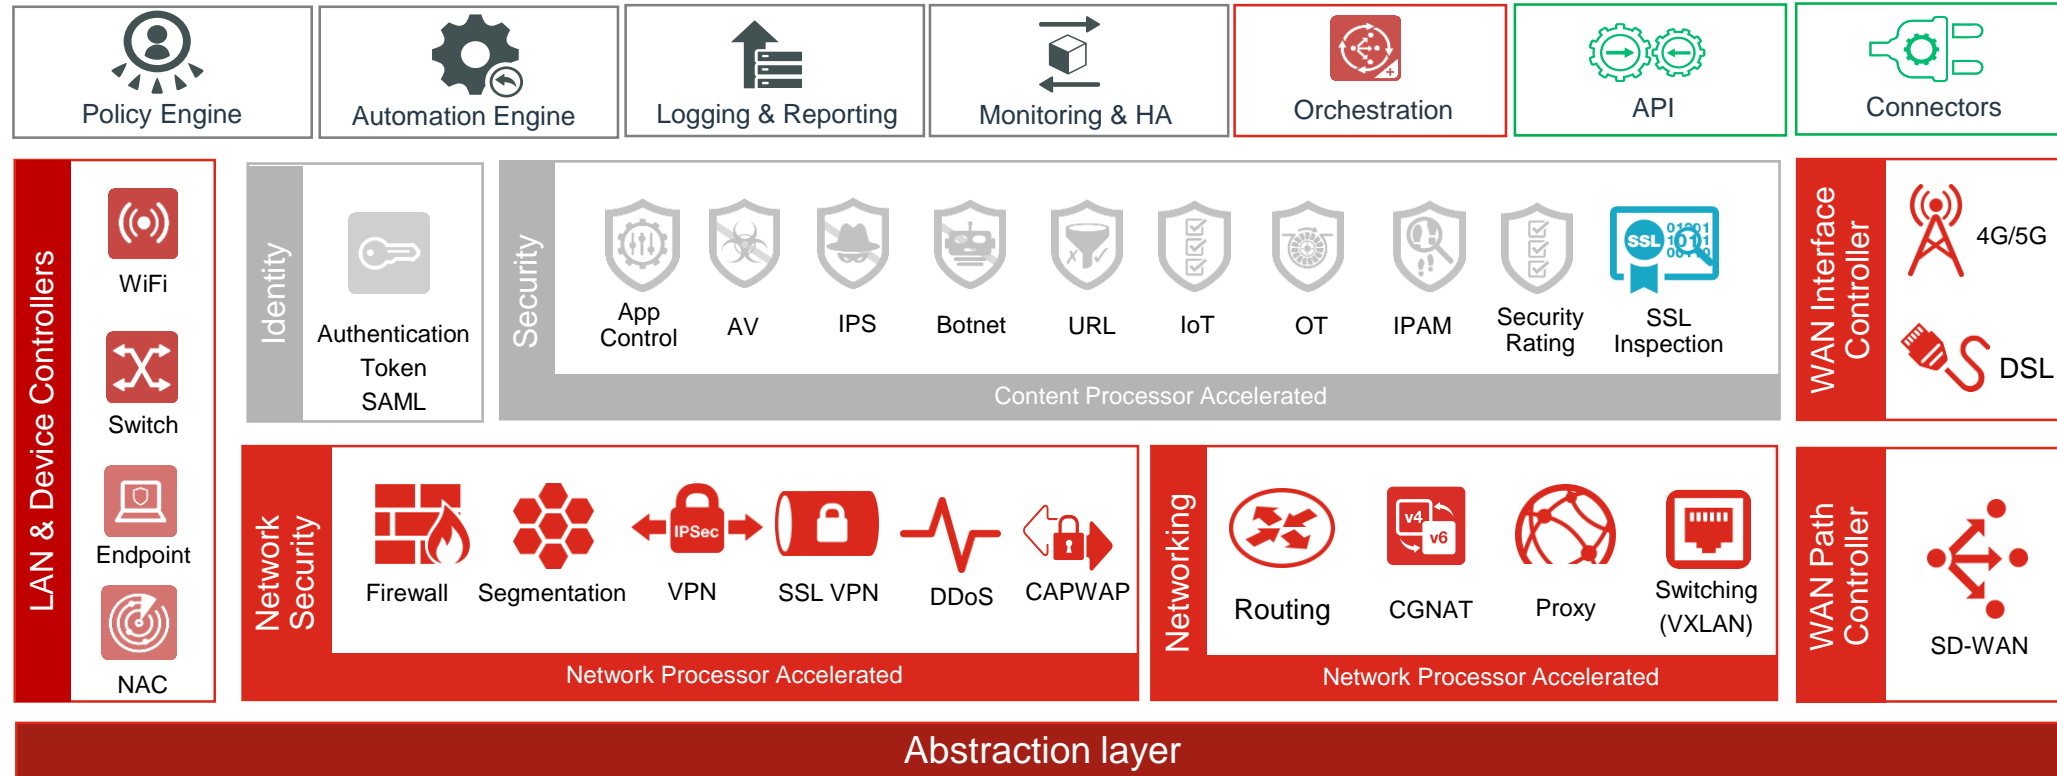 Policy Engine
Automation Engine
Logging & Reporting
Monitoring & HA
Orchestration
API
Connectors
LAN & Device Controllers
WiFi
Switch
Endpoint
NAC
Identity
Authentication
Token
SAML
Security
App
Control
AV
IPS
Botnet
URL
IoT
OT
IPAM
Security
Rating
SSL
SSL
Inspection
Content Processor Accelerated
WAN Interface
Controller
4G/5G
DSL
Network
Security
Firewall
Segmentation
IPSec
VPN
SSL VPN
DDoS
CAPWAP
Network Processor Accelerated
Networking
Routing
v4
v6
CGNAT
Proxy
Switching
(VXLAN)
Network Processor Accelerated
WAN Path
Controller
SD-WAN
Abstraction layer